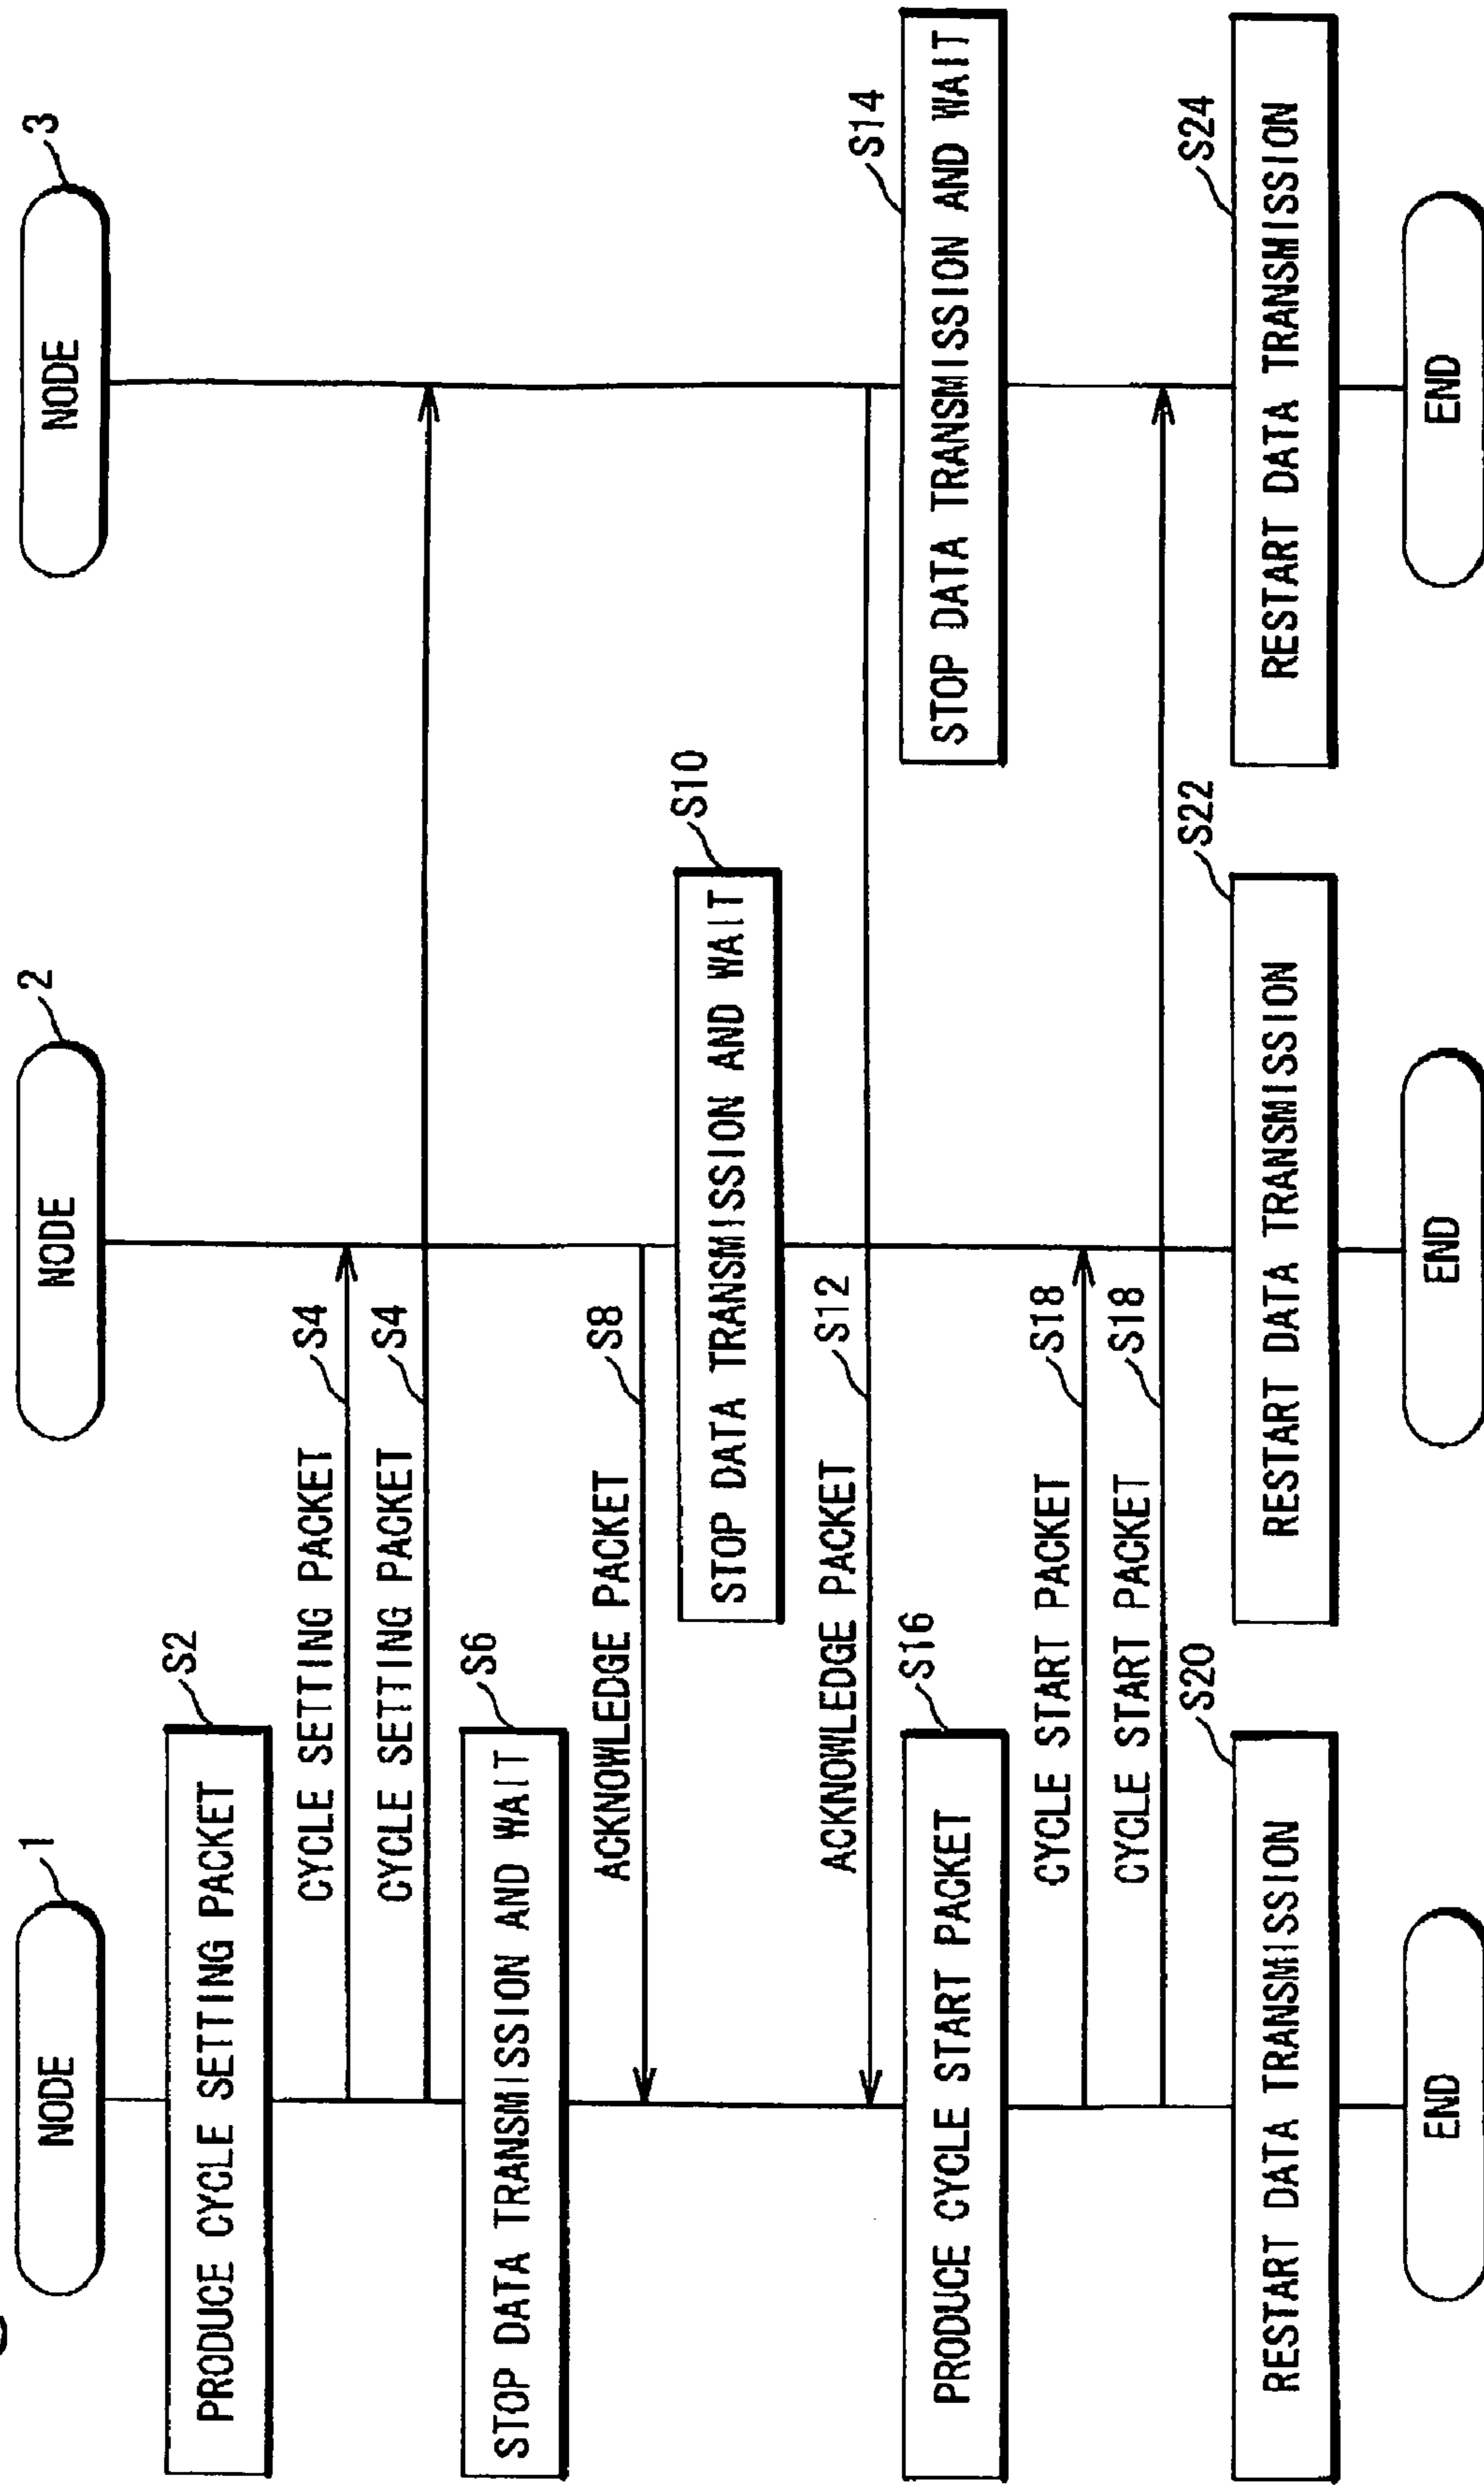 NODE 1
NODE 2
NODE 3
PRODUCE CYCLE SETTING PACKET S2
CYCLE SETTING PACKET S4
CYCLE SETTING PACKET S4
STOP DATA TRANSMISSION AND WAIT S6
ACKNOWLEDGE PACKET S8
STOP DATA TRANSMISSION AND WAIT S10
ACKNOWLEDGE PACKET S12
STOP DATA TRANSMISSION AND WAIT S14
PRODUCE CYCLE START PACKET S16
CYCLE START PACKET S18
CYCLE START PACKET S18
RESTART DATA TRANSMISSION S20
RESTART DATA TRANSMISSION S22
RESTART DATA TRANSMISSION S24
END
END
END